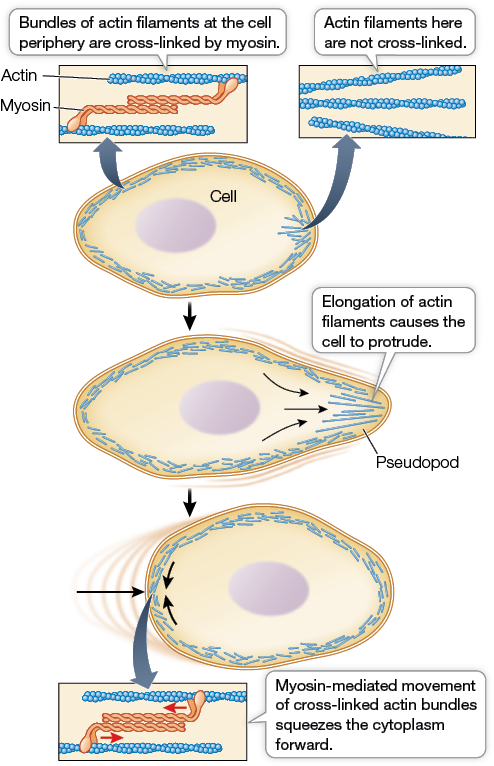 Bundles of actin filaments at the cell
periphery are cross-linked by myosin.
Actin filaments here
are not cross-linked.
Actin
Myosin
Cell
Elongation of actin
filaments causes the
cell to protrude.
Pseudopod
Myosin-mediated movement
of cross-linked actin bundles
squeezes the cytoplasm
forward.